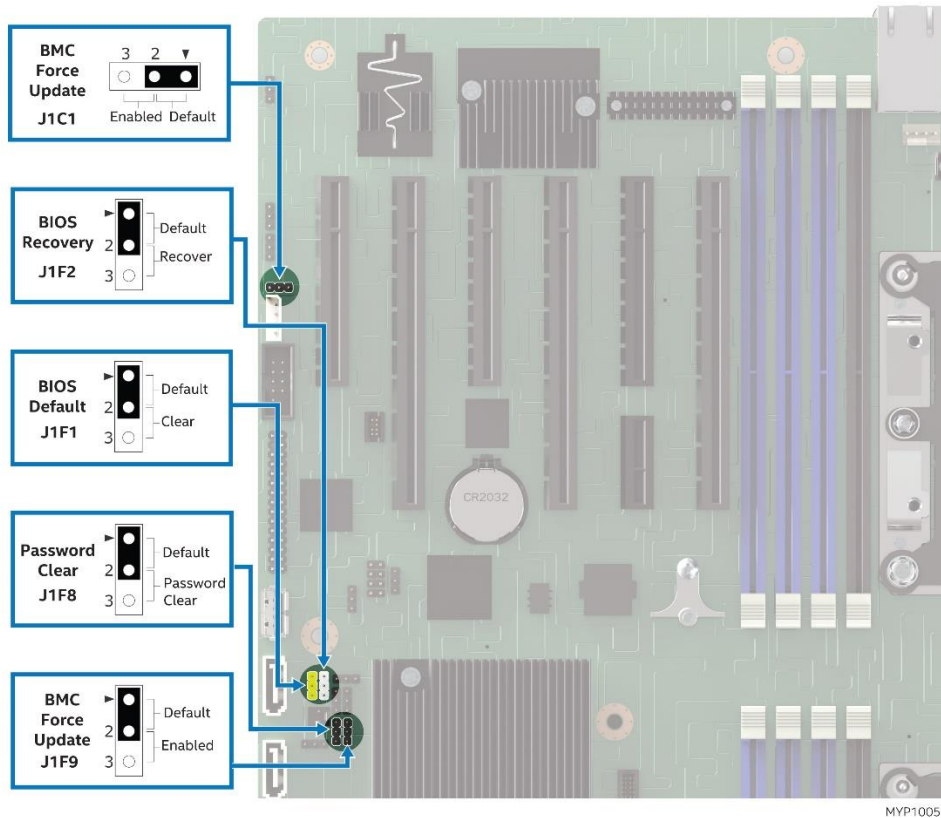 BMC
Force
Update
J1C1
3 2
Enabled Default
BIOS
Recovery
J1F2
2
3
Default
Recover
BIOS
Default
J1F1
2
3
Default
Clear
Password
Clear
J1F8
2
3
Default
Password
Clear
BMC
Force
Update
J1F9
2
3
Default
Enabled
CR2032
MYP1005